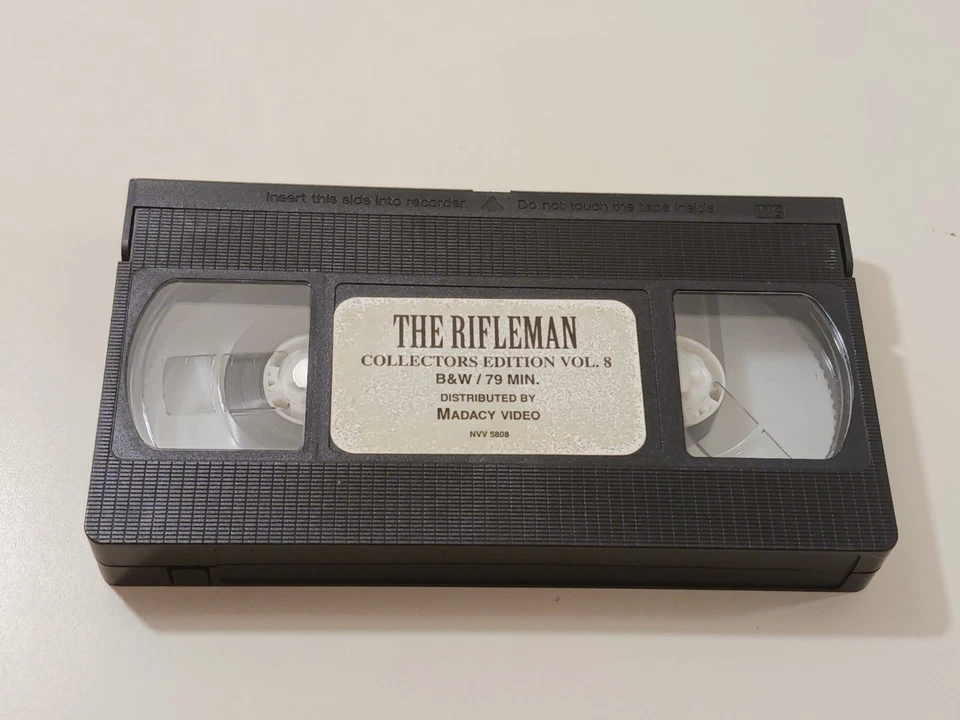 Insert this side into recorder Do not touch the tape inside VHS
THE RIFLEMAN
COLLECTORS EDITION VOL. 8
B&W / 79 MIN.
DISTRIBUTED BY
MADACY VIDEO
NVV 5808